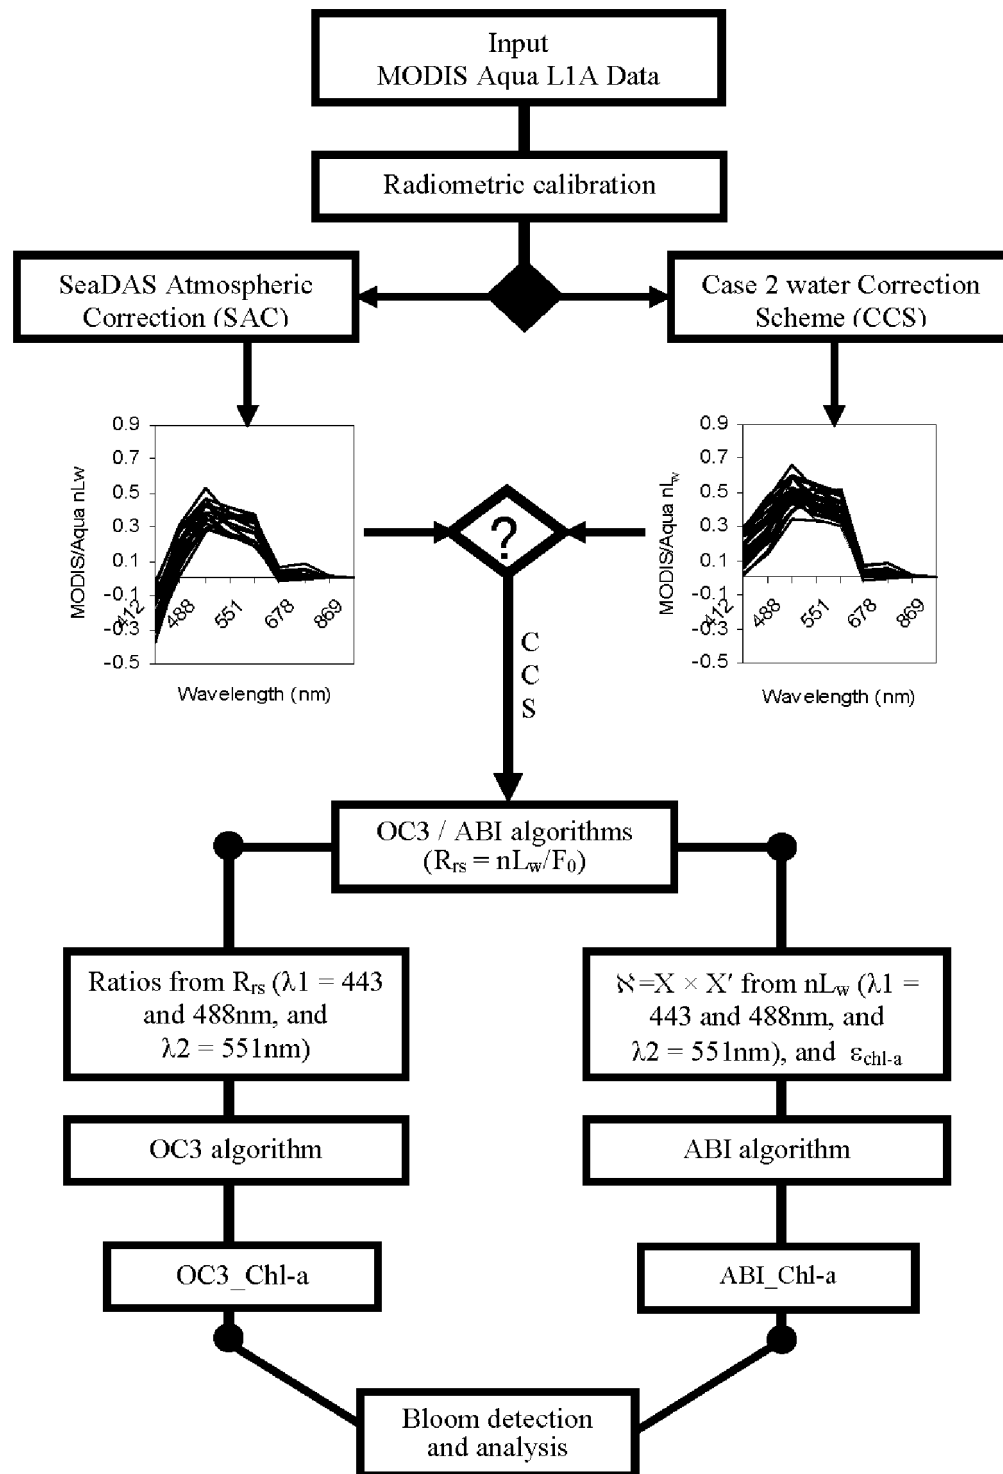 Input
MODIS Aqua L1A Data
Radiometric calibration
SeaDAS Atmospheric
Correction (SAC)
Case 2 water Correction
Scheme (CCS)
MODIS/Aqua nLw
0.9
0.7
0.5
0.3
0.1
-0.1
-0.3
-0.5
412
488
551
678
869
Wavelength (nm)
?
MODIS/Aqua nLw
0.9
0.7
0.5
0.3
0.1
-0.1
-0.3
-0.5
412
488
551
678
869
Wavelength (nm)
C
C
S
OC3 / ABI algorithms
(Rrs = nLw/F0)
Ratios from Rrs (λ1 = 443
and 488nm, and
λ2 = 551nm)
ℵ=X × X′ from nLw (λ1 =
443 and 488nm, and
λ2 = 551nm), and εchl-a
OC3 algorithm
ABI algorithm
OC3_Chl-a
ABI_Chl-a
Bloom detection
and analysis